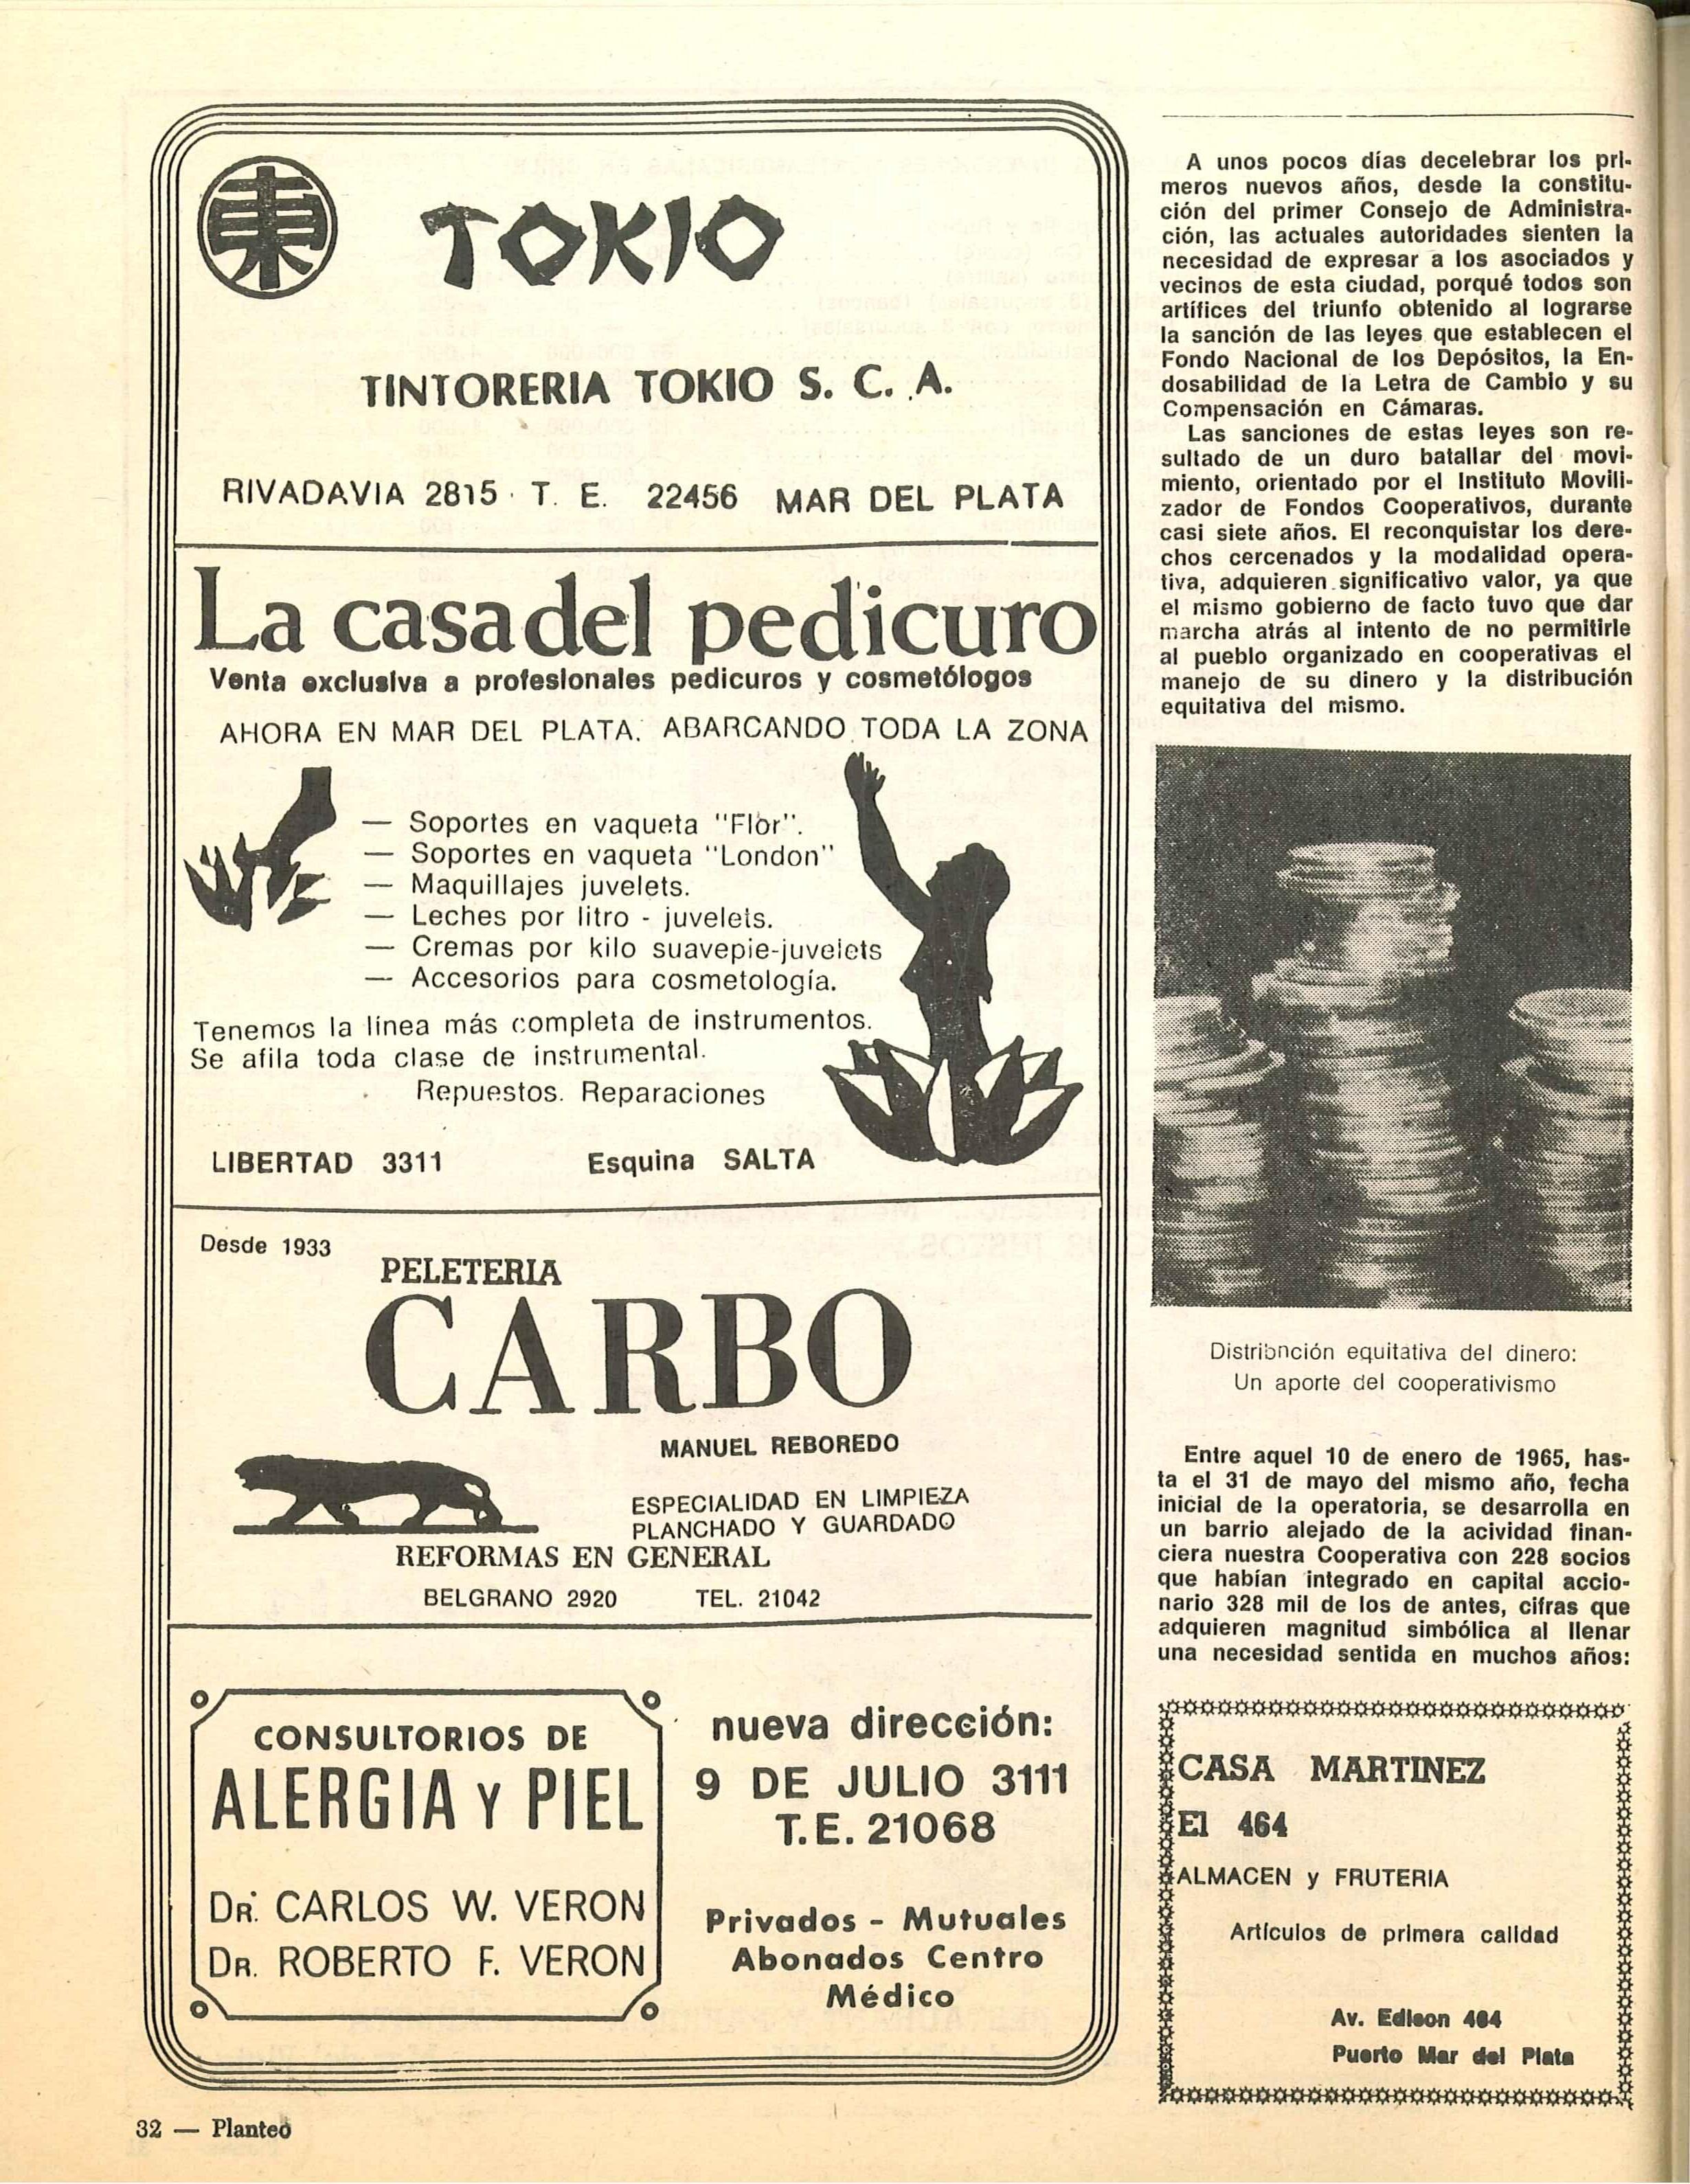 東
TOKIO
TINTORERIA TOKIO S. C. A.
RIVADAVIA 2815 T. E. 22456 MAR DEL PLATA
La casa del pedicuro
Venta exclusiva a profesionales pedicuros y cosmetólogos
AHORA EN MAR DEL PLATA. ABARCANDO TODA LA ZONA
— Soportes en vaqueta "Flor".
— Soportes en vaqueta "London"
— Maquillajes juvelets.
— Leches por litro - juvelets.
— Cremas por kilo suavepie-juvelets
— Accesorios para cosmetología.
Tenemos la línea más completa de instrumentos.
Se afila toda clase de instrumental.
Repuestos. Reparaciones
LIBERTAD 3311 Esquina SALTA
Desde 1933
PELETERIA
CARBO
MANUEL REBOREDO
ESPECIALIDAD EN LIMPIEZA
PLANCHADO Y GUARDADO
REFORMAS EN GENERAL
BELGRANO 2920 TEL. 21042
CONSULTORIOS DE
ALERGIA Y PIEL
DR. CARLOS W. VERON
DR. ROBERTO F. VERON
nueva dirección:
9 DE JULIO 3111
T.E. 21068
Privados - Mutuales
Abonados Centro
Médico
A unos pocos días decelebrar los pri-
meros nuevos años, desde la constitu-
ción del primer Consejo de Administra-
ción, las actuales autoridades sienten la
necesidad de expresar a los asociados y
vecinos de esta ciudad, porqué todos son
artífices del triunfo obtenido al lograrse
la sanción de las leyes que establecen el
Fondo Nacional de los Depósitos, la En-
dosabilidad de la Letra de Cambio y su
Compensación en Cámaras.
Las sanciones de estas leyes son re-
sultado de un duro batallar del movi-
miento, orientado por el Instituto Movili-
zador de Fondos Cooperativos, durante
casi siete años. El reconquistar los dere-
chos cercenados y la modalidad opera-
tiva, adquieren significativo valor, ya que
el mismo gobierno de facto tuvo que dar
marcha atrás al intento de no permitirle
al pueblo organizado en cooperativas el
manejo de su dinero y la distribución
equitativa del mismo.
Distribnción equitativa del dinero:
Un aporte del cooperativismo
Entre aquel 10 de enero de 1965, has-
ta el 31 de mayo del mismo año, fecha
inicial de la operatoria, se desarrolla en
un barrio alejado de la acividad finan-
ciera nuestra Cooperativa con 228 socios
que habían integrado en capital accio-
nario 328 mil de los de antes, cifras que
adquieren magnitud simbólica al llenar
una necesidad sentida en muchos años:
CASA MARTINEZ
El 464
ALMACEN y FRUTERIA
Artículos de primera calidad
Av. Edison 464
Puerto Mar del Plata
32 — Planteo